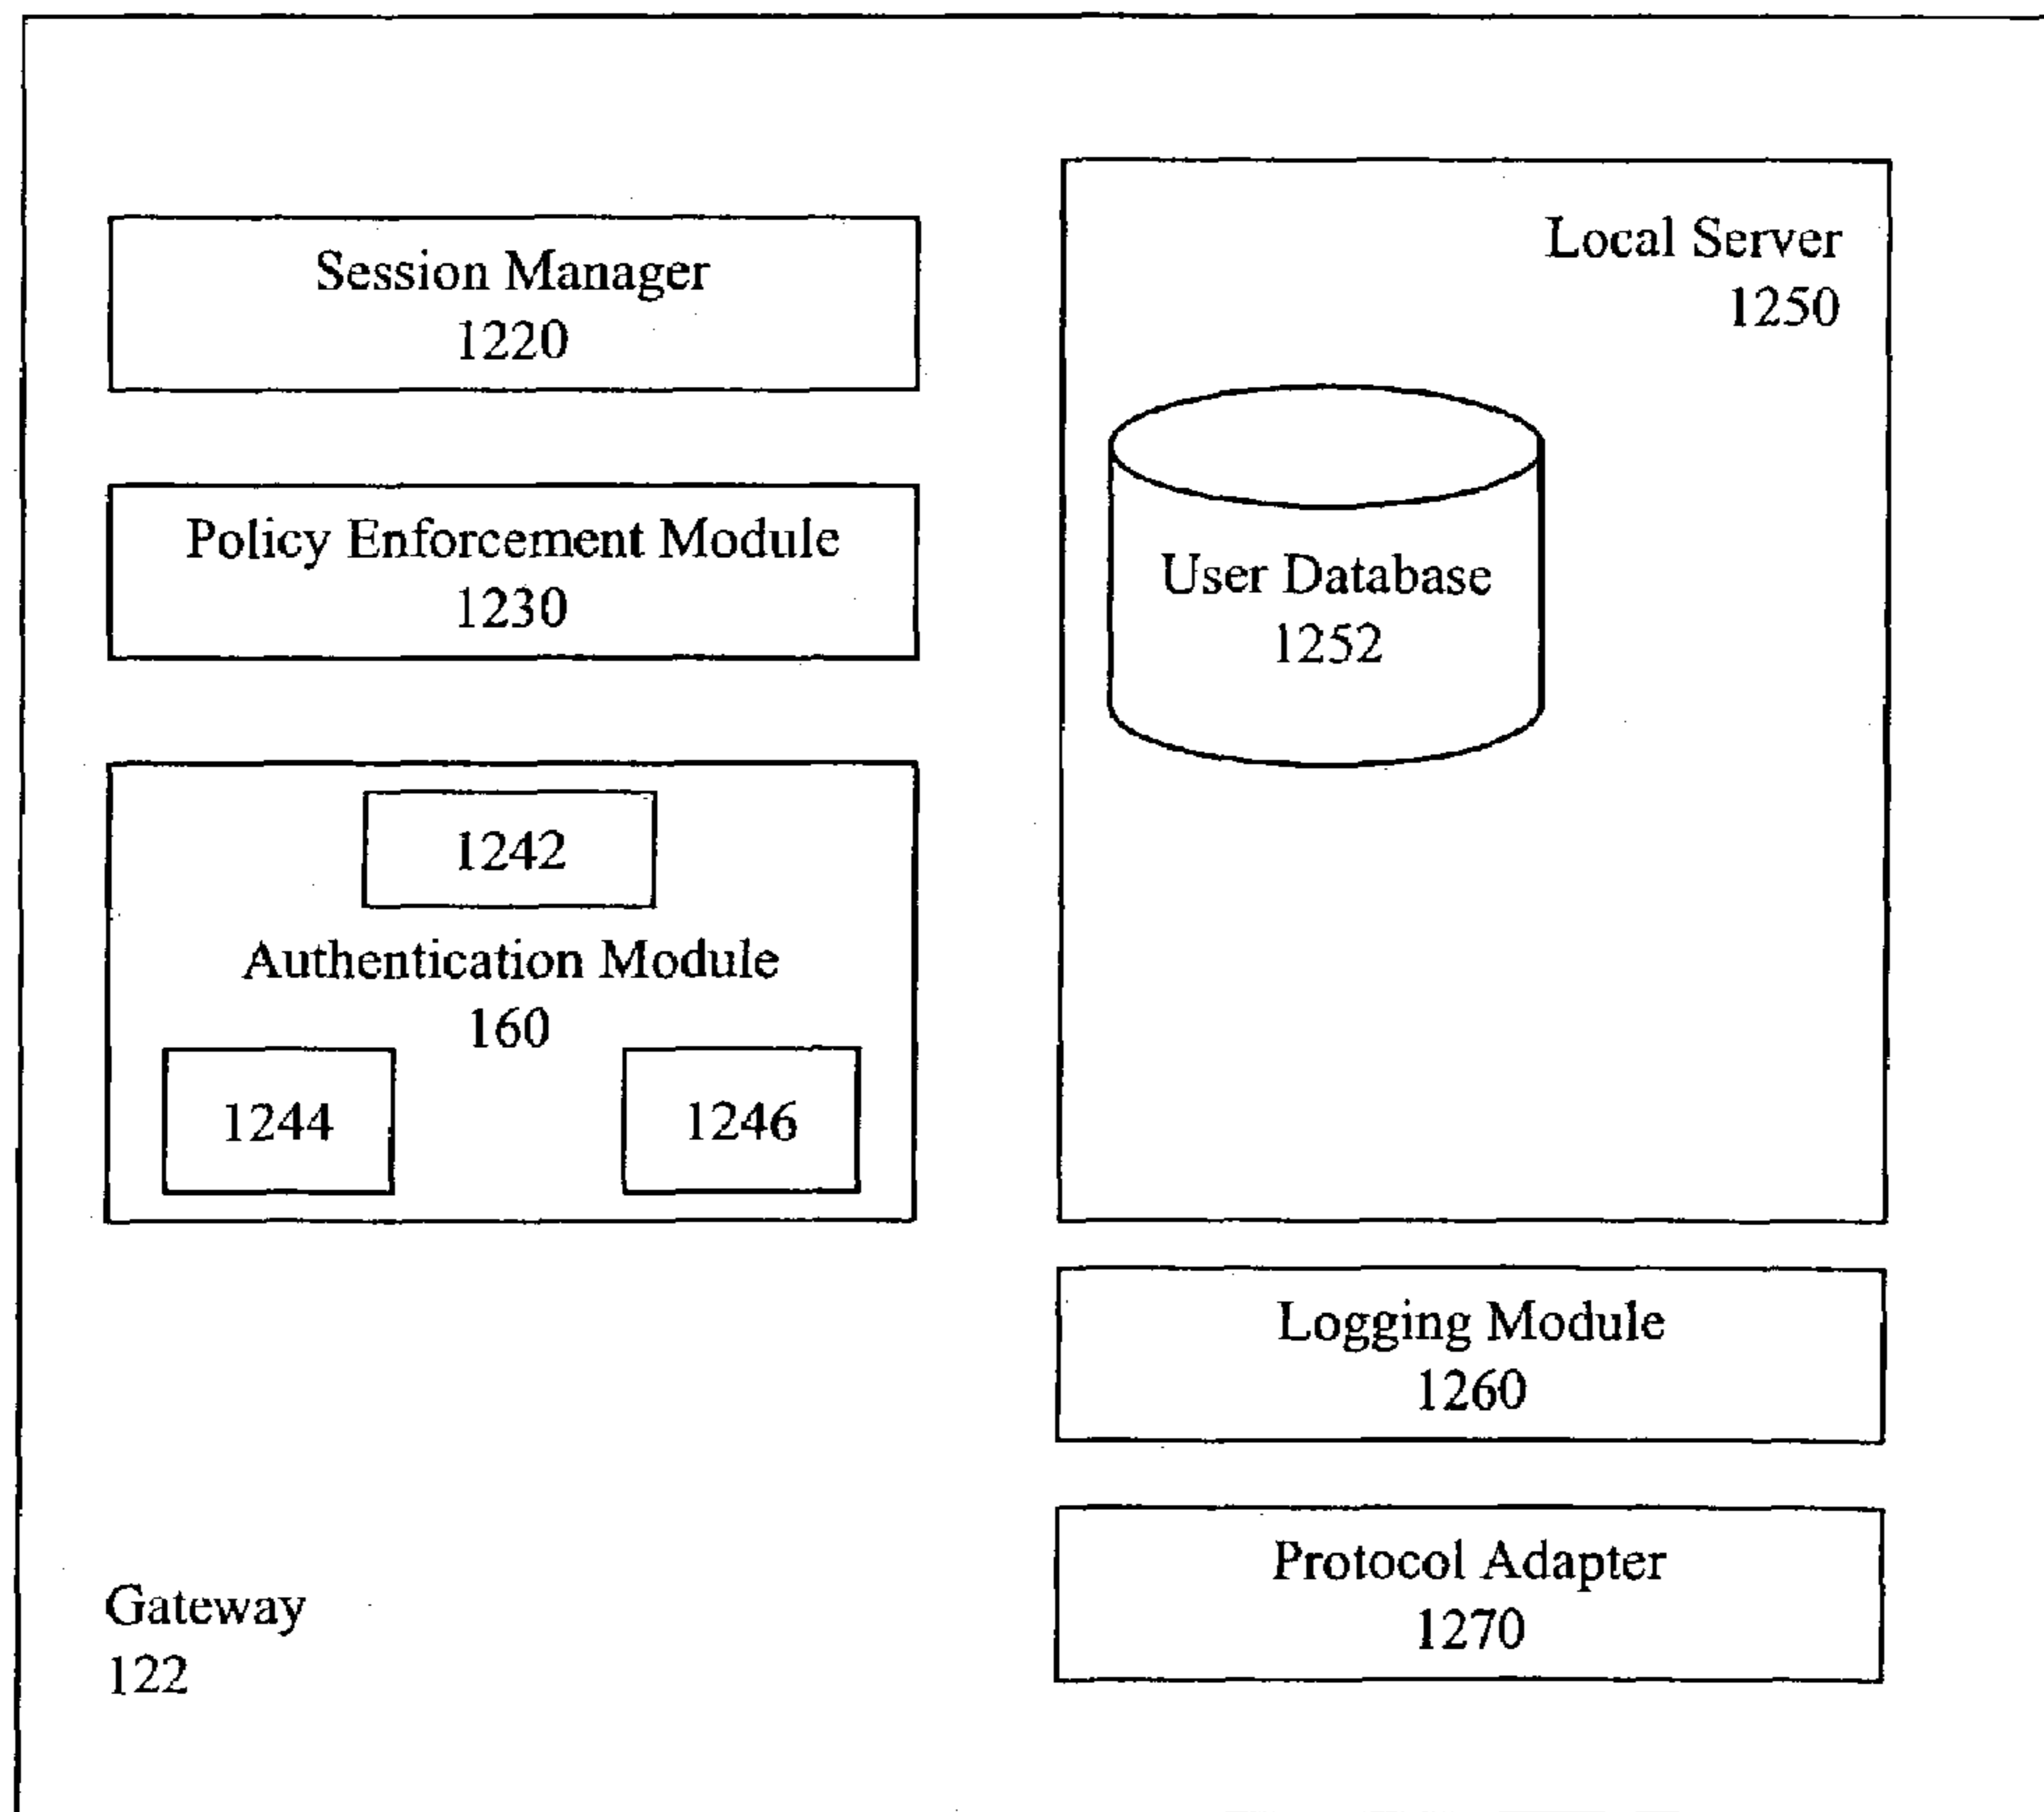 Session Manager
1220
Policy Enforcement Module
1230
1242
Authentication Module
160
1244
1246
Local Server
1250
User Database
1252
Logging Module
1260
Protocol Adapter
1270
Gateway
122